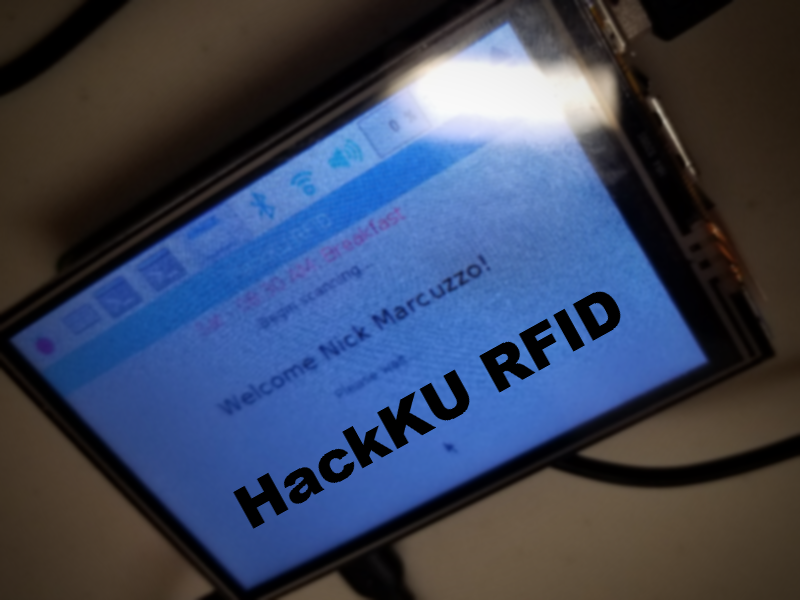 Breakfast
Begin scanning...
Welcome Nick Marcuzzo!
Please wait...
HackKU RFID